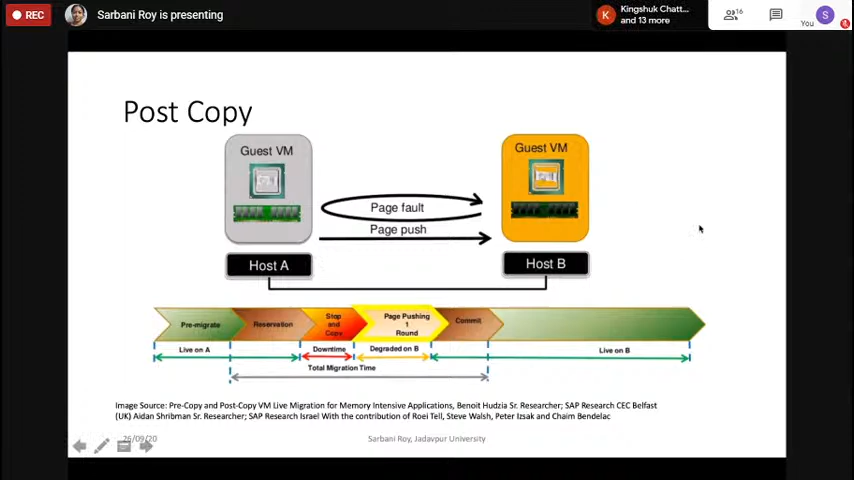 REC
Sarbani Roy is presenting
K
Kingshuk Chatt...
and 13 more
16
You
S
Post Copy
Guest VM
Guest VM
Page fault
Page push
Host A
Host B
Pre-migrate
Reservation
Stop
and
Copy
Page Pushing
1
Round
Commit
Live on A
Downtime
Degraded on B
Live on B
Total Migration Time
Image Source: Pre-Copy and Post-Copy VM Live Migration for Memory Intensive Applications, Benoit Hudzia Sr. Researcher; SAP Research CEC Belfast
(UK) Aidan Shribman Sr. Researcher; SAP Research Israel With the contribution of Roei Tell, Steve Walsh, Peter Izsak and Chaim Bendelac
26/09/20
Sarbani Roy, Jadavpur University